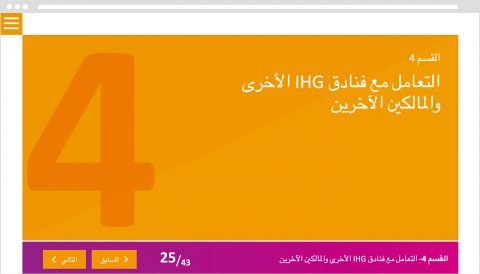 4
القسم 4
التعامل مع فنادق IHG الأخرى
والمالكين الآخرين
القسم 4- التعامل مع فنادق IHG الأخرى والمالكين الآخرين
25/43
السابق
التالي